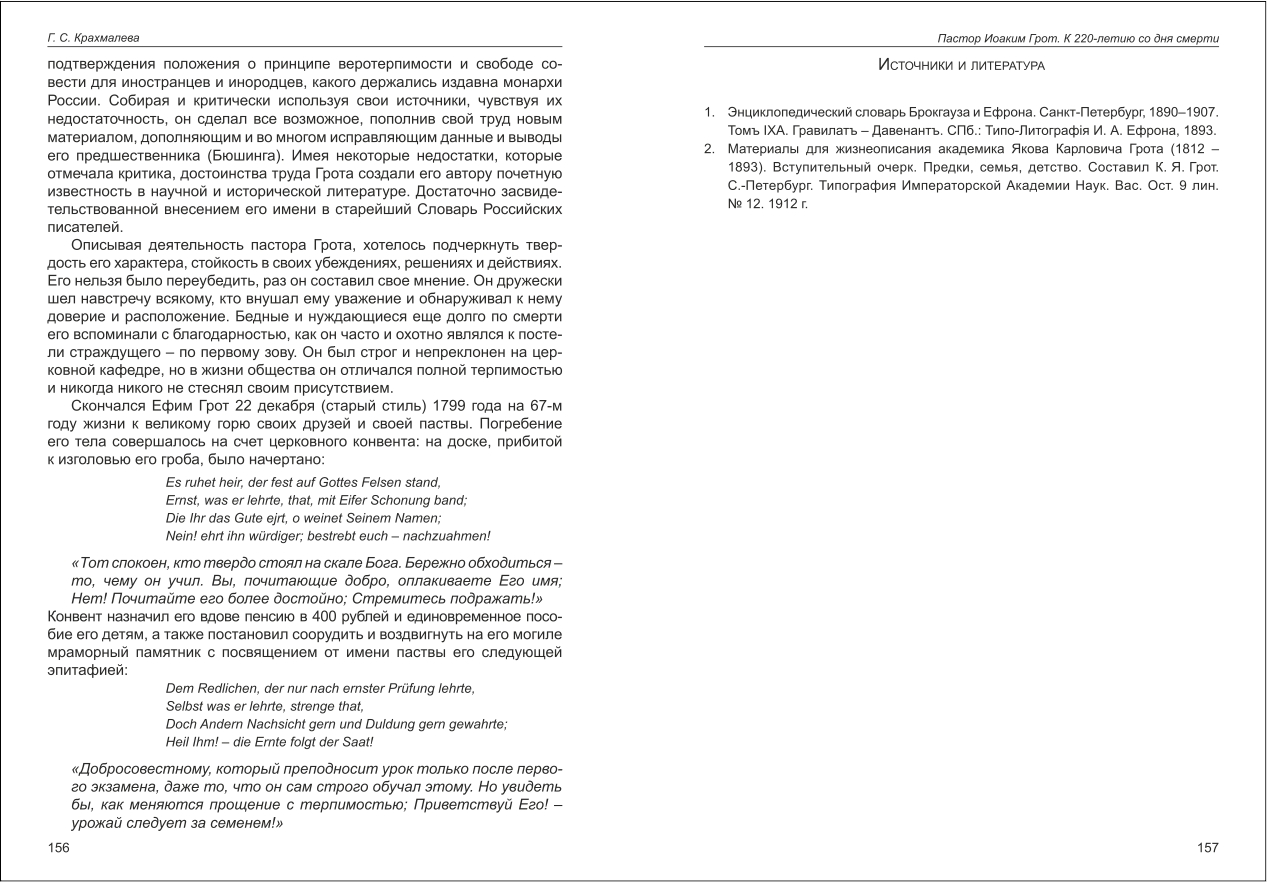 Г. С. Крахмалева
подтверждения положения о принципе веротерпимости и свободе со-
вести для иностранцев и инородцев, какого держались издавна монархи
России. Собирая и критически используя свои источники, чувствуя их
недостаточность, он сделал все возможное, пополнив свой труд новым
материалом, дополняющим и во многом исправляющим данные и выводы
его предшественника (Бюшинга). Имея некоторые недостатки, которые
отмечала критика, достоинства труда Грота создали его автору почетную
известность в научной и исторической литературе. Достаточно засвиде-
тельствованной внесением его имени в старейший Словарь Российских
писателей.
Описывая деятельность пастора Грота, хотелось подчеркнуть твер-
дость его характера, стойкость в своих убеждениях, решениях и действиях.
Его нельзя было переубедить, раз он составил свое мнение. Он дружески
шел навстречу всякому, кто внушал ему уважение и обнаруживал к нему
доверие и расположение. Бедные и нуждающиеся еще долго по смерти
его вспоминали с благодарностью, как он часто и охотно являлся к посте-
ли страждущего – по первому зову. Он был строг и непреклонен на цер-
ковной кафедре, но в жизни общества он отличался полной терпимостью
и никогда никого не стеснял своим присутствием.
Скончался Ефим Грот 22 декабря (старый стиль) 1799 года на 67-м
году жизни к великому горю своих друзей и своей паствы. Погребение
его тела совершалось на счет церковного конвента: на доске, прибитой
к изголовью его гроба, было начертано:
Es ruhet heir, der fest auf Gottes Felsen stand,
Ernst, was er lehrte, that, mit Eifer Schonung band;
Die Ihr das Gute ejrt, o weinet Seinem Namen;
Nein! ehrt ihn würdiger; bestrebt euch – nachzuahmen!
«Тот спокоен, кто твердо стоял на скале Бога. Бережно обходиться –
то, чему он учил. Вы, почитающие добро, оплакиваете Его имя;
Нет! Почитайте его более достойно; Стремитесь подражать!»
Конвент назначил его вдове пенсию в 400 рублей и единовременное посо-
бие его детям, а также постановил соорудить и воздвигнуть на его могиле
мраморный памятник с посвящением от имени паствы его следующей
эпитафией:
Dem Redlichen, der nur nach ernster Prüfung lehrte,
Selbst was er lehrte, strenge that,
Doch Andern Nachsicht gern und Duldung gern gewahrte;
Heil Ihm! – die Ernte folgt der Saat!
«Добросовестному, который преподносит урок только после перво-
го экзамена, даже то, что он сам строго обучал этому. Но увидеть
бы, как меняются прощение с терпимостью; Приветствуй Его! –
урожай следует за семенем!»
156
Пастор Иоаким Грот. К 220-летию со дня смерти
Источники и литература
1. Энциклопедический словарь Брокгауза и Ефрона. Санкт-Петербург, 1890–1907.
Томъ IXA. Гравилатъ – Давенантъ. СПб.: Типо-Литографія И. А. Ефрона, 1893.
2. Материалы для жизнеописания академика Якова Карловича Грота (1812 –
1893). Вступительный очерк. Предки, семья, детство. Составил К. Я. Грот.
С.-Петербург. Типография Императорской Академии Наук. Вас. Ост. 9 лин.
№ 12. 1912 г.
157